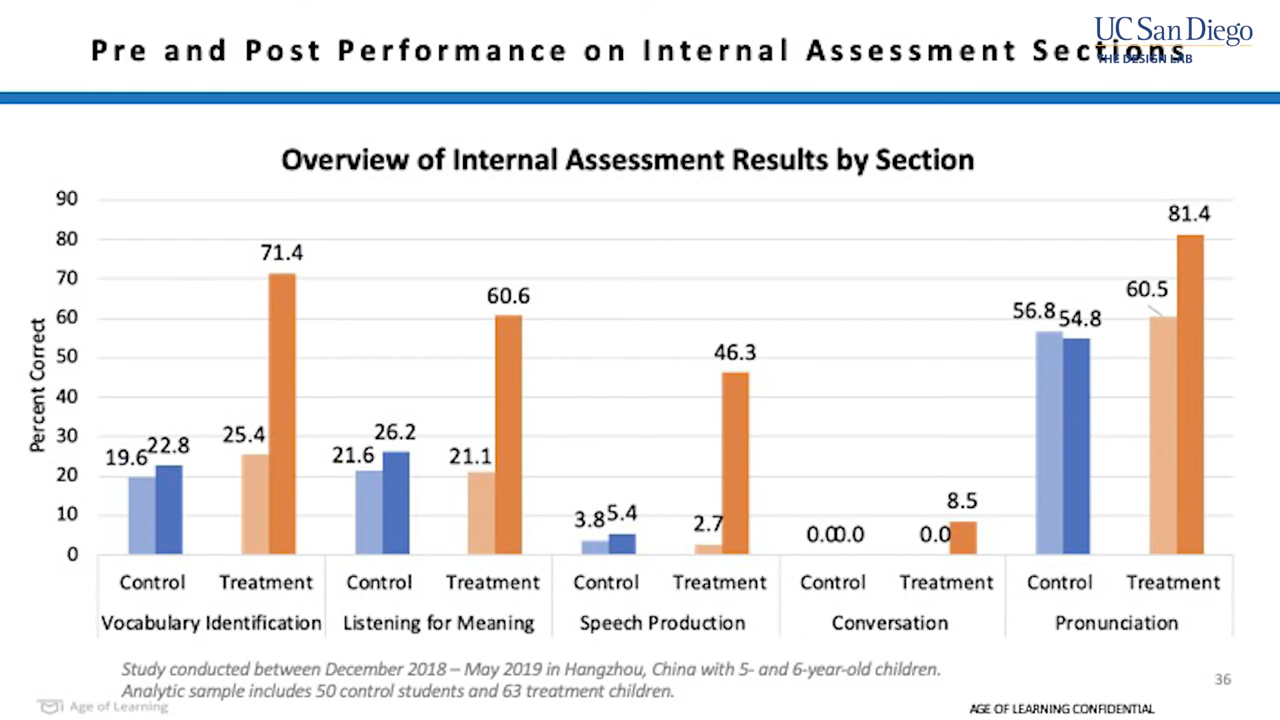 Pre and Post Performance on Internal Assessment Sections
UC San Diego
THE DESIGN LAB
Overview of Internal Assessment Results by Section
Percent Correct
90
80
70
60
50
40
30
20
10
0
19.6 22.8 25.4 71.4
21.6 26.2 21.1 60.6
3.8 5.4 2.7 46.3
0.0 0.0 0.0 8.5
56.8 54.8 60.5 81.4
Control Treatment Control Treatment Control Treatment Control Treatment Control Treatment
Vocabulary Identification Listening for Meaning Speech Production Conversation Pronunciation
Study conducted between December 2018 – May 2019 in Hangzhou, China with 5- and 6-year-old children.
Analytic sample includes 50 control students and 63 treatment children.
36
Age of Learning
AGE OF LEARNING CONFIDENTIAL